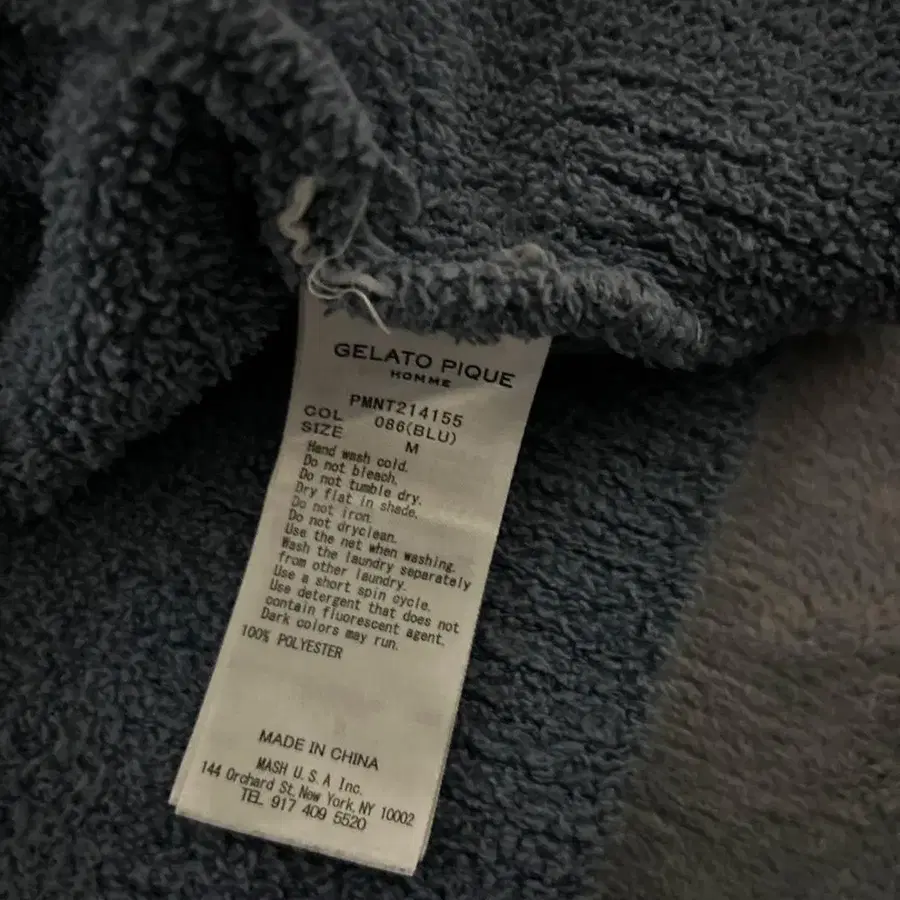 GELATO PIQUE
HOMME
PMNT214155
COL 086(BLU)
SIZE M
Hand wash cold.
Do not bleach.
Do not tumble dry.
Dry flat in shade.
Do not iron.
Do not dryclean.
Use the net when washing.
Wash the laundry separately
from other laundry.
Use a short spin cycle.
Use detergent that does not
contain fluorescent agent.
Dark colors may run.
100% POLYESTER
MADE IN CHINA
MASH U.S.A Inc.
144 Orchard St. New York, NY 10002
TEL 917 409 5520